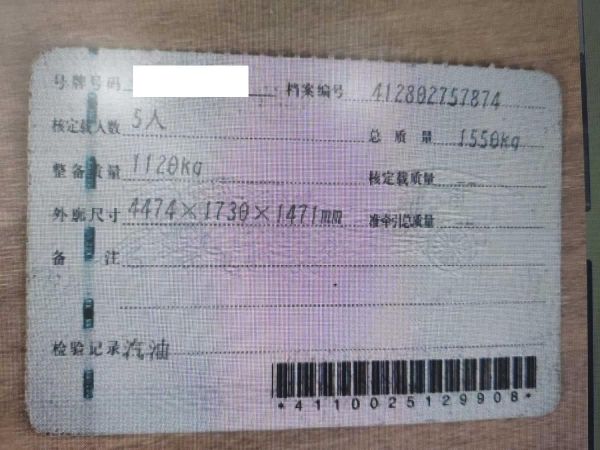 号牌号码 档案编号 412802757874
核定载人数 5人 总质量 1550kg
整备质量 1120kg 核定载质量 --
外廓尺寸 4474×1730×1471mm 准牵引总质量 --
备注
检验记录 汽油
*4110025129908*